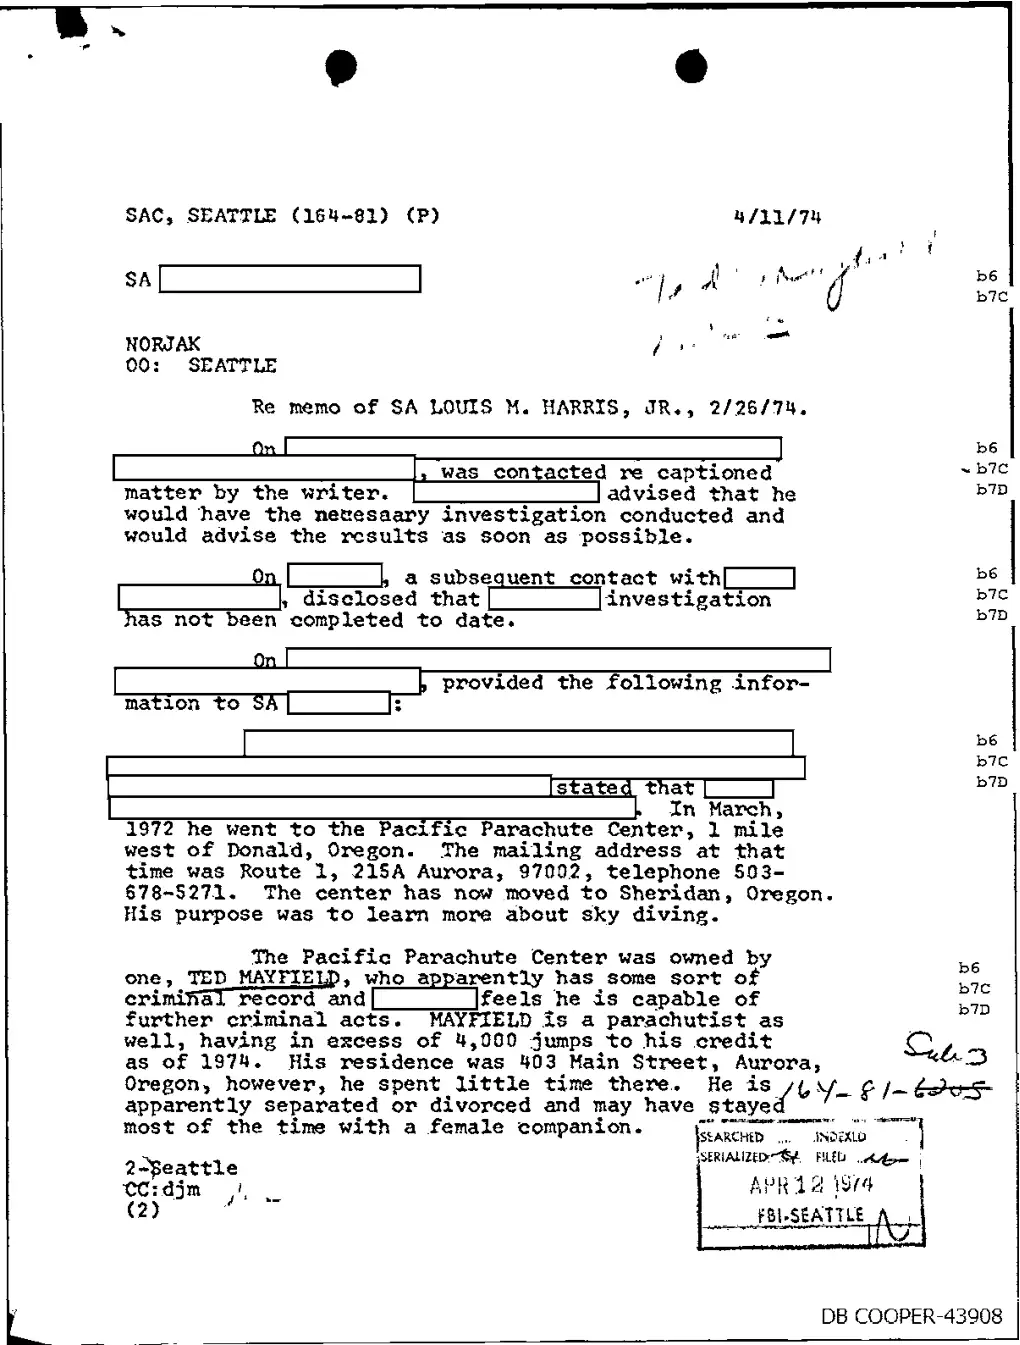 SAC, SEATTLE (164-81) (P) 4/11/74
SA b6
b7C
NORJAK
OO: SEATTLE
Re memo of SA LOUIS M. HARRIS, JR., 2/26/74.
On b6
, was contacted re captioned b7C
matter by the writer. advised that he b7D
would have the necesaary investigation conducted and
would advise the results as soon as possible.
On , a subsequent contact with b6
, disclosed that investigation b7C
has not been completed to date. b7D
On
, provided the following infor-
mation to SA :
b6
b7C
stated that b7D
. In March,
1972 he went to the Pacific Parachute Center, 1 mile
west of Donald, Oregon. The mailing address at that
time was Route 1, 215A Aurora, 97002, telephone 503-
678-5271. The center has now moved to Sheridan, Oregon.
His purpose was to learn more about sky diving.
The Pacific Parachute Center was owned by
one, TED MAYFIELD, who apparently has some sort of b6
criminal record and feels he is capable of b7C
further criminal acts. MAYFIELD is a parachutist as b7D
well, having in excess of 4,000 jumps to his credit
as of 1974. His residence was 403 Main Street, Aurora, Sub 3
Oregon, however, he spent little time there. He is 164-81-6205
apparently separated or divorced and may have stayed
most of the time with a female companion.
SEARCHED INDEXED
SERIALIZED FILED
2-Seattle
CC:djm APR 12 1974
(2) FBI-SEATTLE
DB COOPER-43908